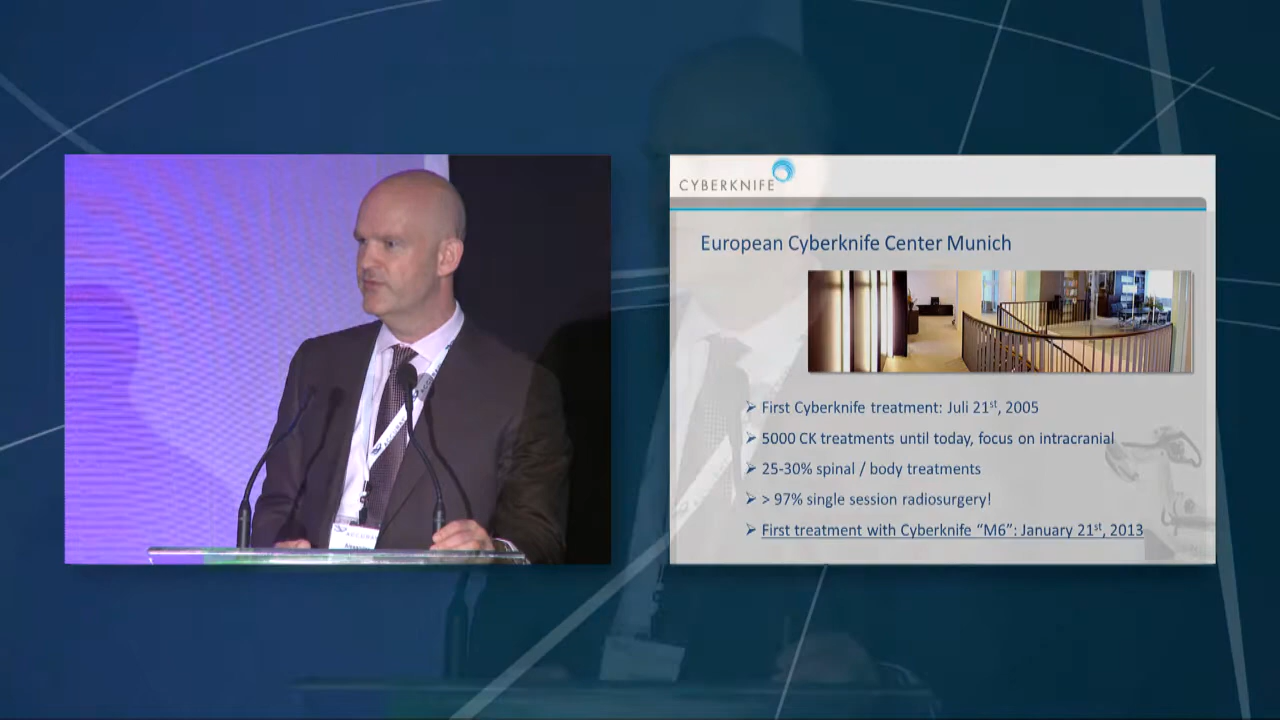 CYBERKNIFE
European Cyberknife Center Munich
➢ First Cyberknife treatment: Juli 21st, 2005
➢ 5000 CK treatments until today, focus on intracranial
➢ 25-30% spinal / body treatments
➢ > 97% single session radiosurgery!
➢ First treatment with Cyberknife “M6”: January 21st, 2013